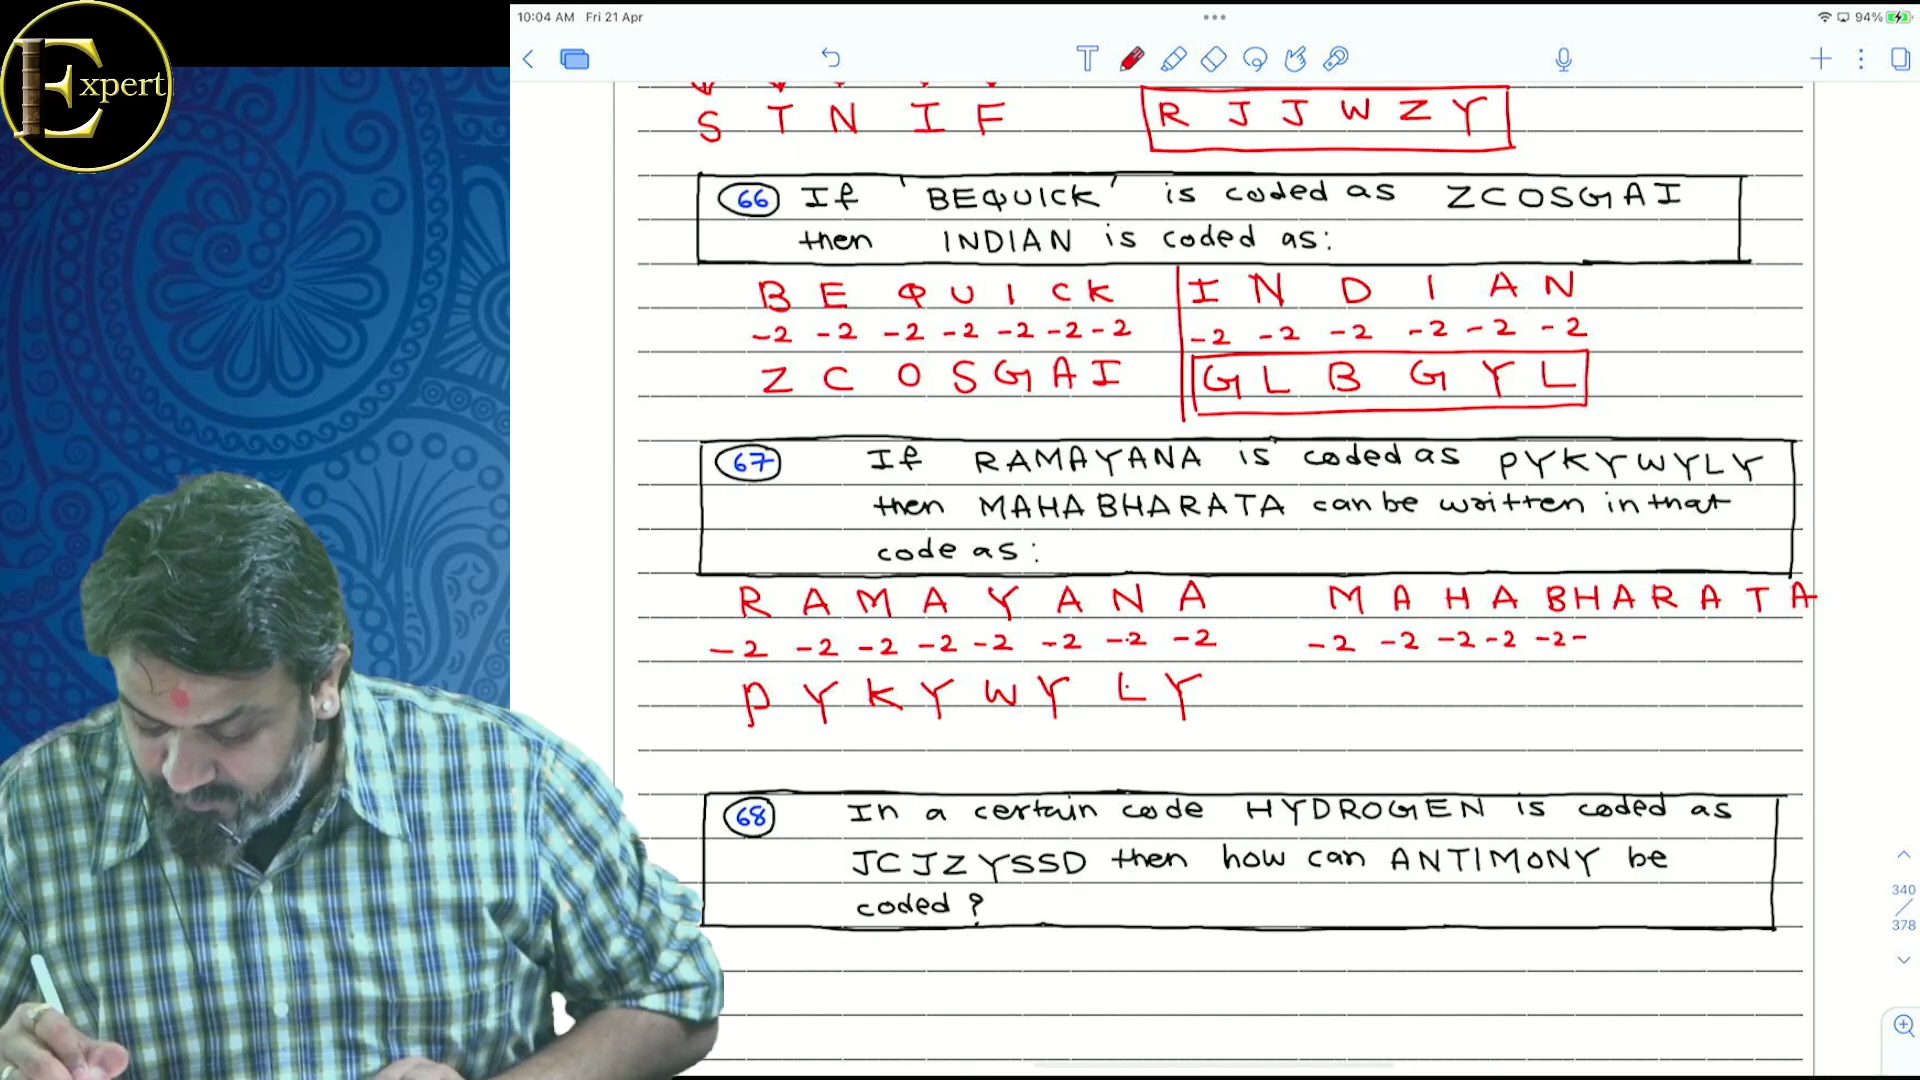 Expert
10:04 AM Fri 21 Apr
94%
S T N I F
R J J W Z Y
66 If 'BEQUICK' is coded as ZCOSGAI
then INDIAN is coded as:
B E Q U I C K
-2 -2 -2 -2 -2 -2 -2
Z C O S G A I
I N D I A N
-2 -2 -2 -2 -2 -2
G L B G Y L
67 If RAMAYANA is coded as PYKYWYLY
then MAHABHARATA can be written in that
code as:
R A M A Y A N A
-2 -2 -2 -2 -2 -2 -2 -2
P Y K Y W Y L Y
M A H A B H A R A T A
-2 -2 -2 -2 -2 -
68 In a certain code HYDROGEN is coded as
JCJZYSSD then how can ANTIMONY be
coded?
340
/
378